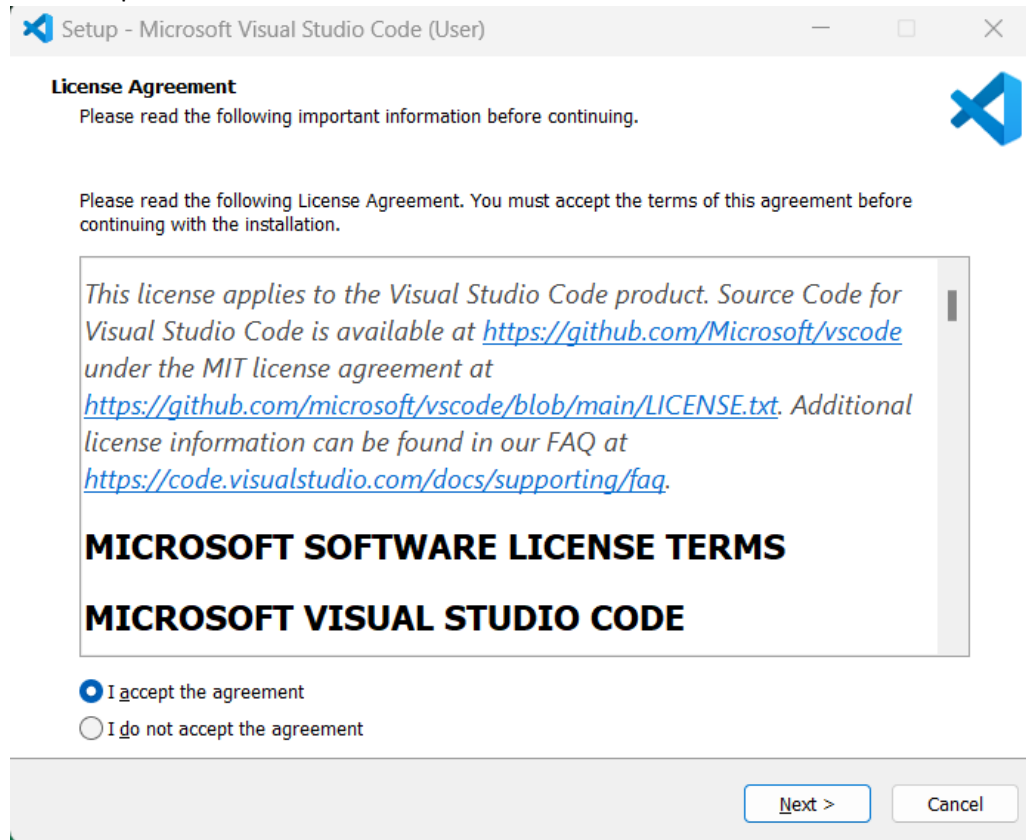 Setup - Microsoft Visual Studio Code (User)
License Agreement
Please read the following important information before continuing.
Please read the following License Agreement. You must accept the terms of this agreement before
continuing with the installation.
This license applies to the Visual Studio Code product. Source Code for
Visual Studio Code is available at https://github.com/Microsoft/vscode
under the MIT license agreement at
https://github.com/microsoft/vscode/blob/main/LICENSE.txt. Additional
license information can be found in our FAQ at
https://code.visualstudio.com/docs/supporting/faq.
MICROSOFT SOFTWARE LICENSE TERMS
MICROSOFT VISUAL STUDIO CODE
I accept the agreement
I do not accept the agreement
Next >
Cancel